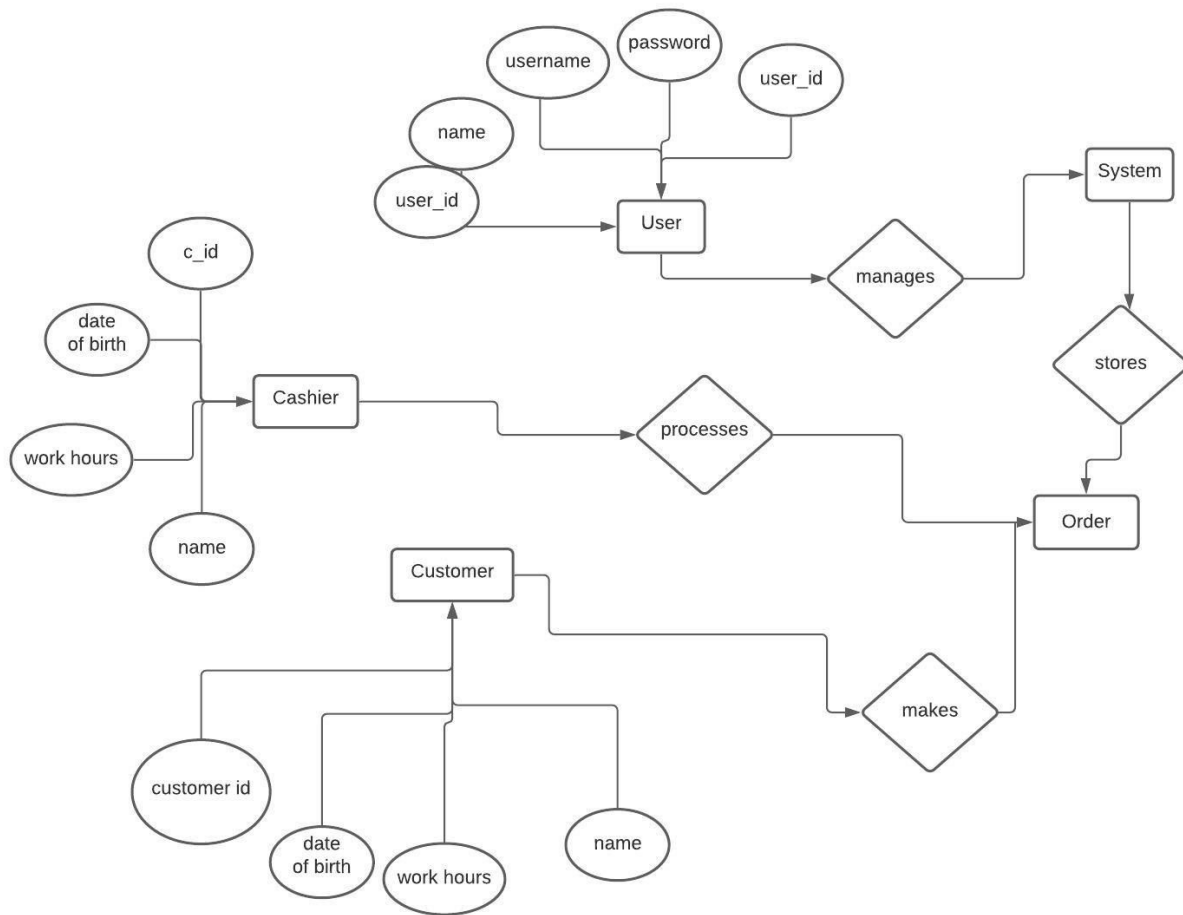 password
username
user_id
name
user_id
System
User
c_id
manages
date
of birth
stores
Cashier
processes
work hours
Order
name
Customer
makes
customer id
date
of birth
work hours
name